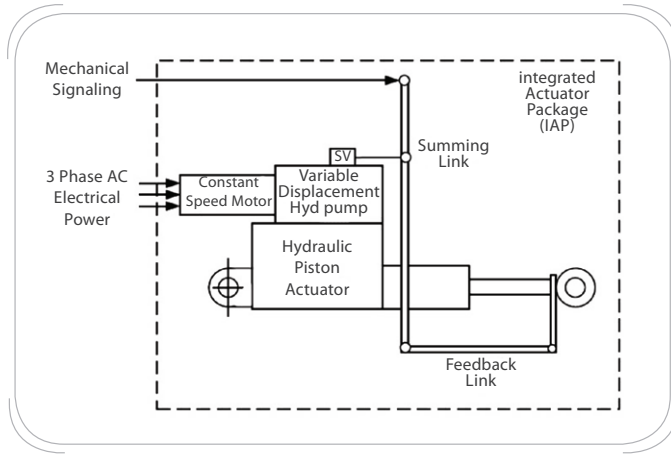 Mechanical
Signaling
integrated
Actuator
Package
(IAP)
Summing
Link
SV
3 Phase AC
Electrical
Power
Constant
Speed Motor
Variable
Displacement
Hyd pump
Hydraulic
Piston
Actuator
Feedback
Link